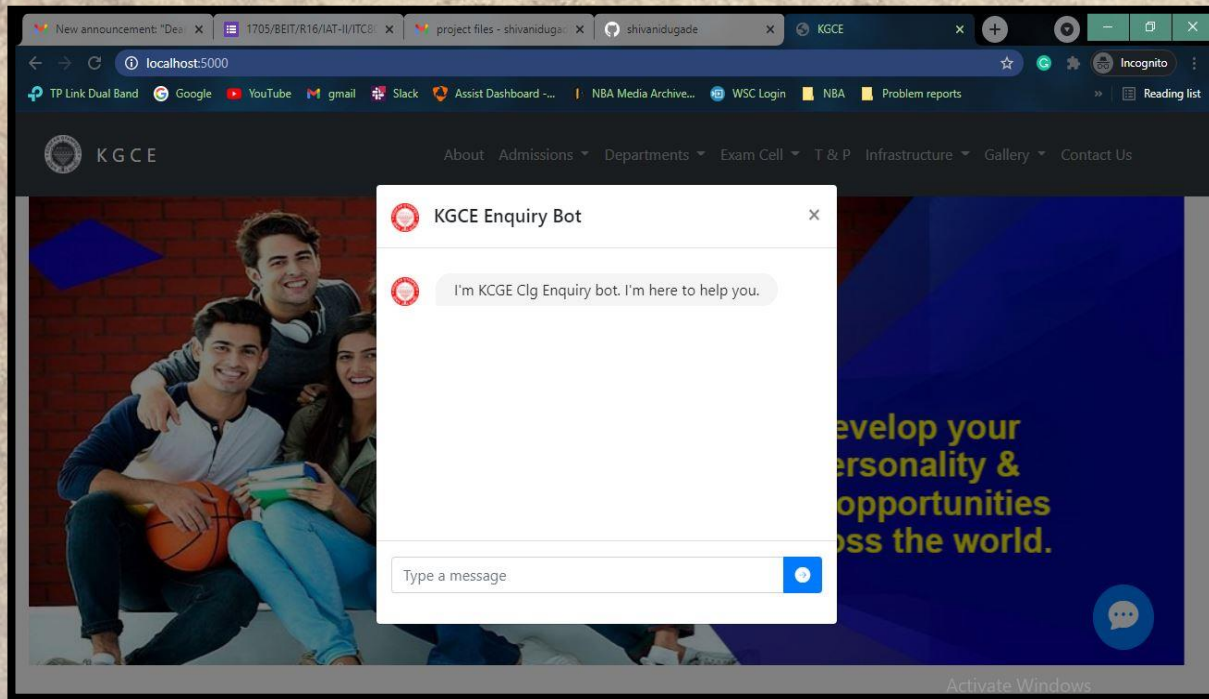 New announcement: "Dea
1705/BEIT/R16/IAT-II/ITC8
project files - shivanidugad
shivanidugade
KGCE
localhost:5000
Incognito
TP Link Dual Band
Google
YouTube
gmail
Slack
Assist Dashboard -...
NBA Media Archive...
WSC Login
NBA
Problem reports
»
Reading list
K G C E
About
Admissions
Departments
Exam Cell
T & P
Infrastructure
Gallery
Contact Us
KGCE Enquiry Bot
×
I'm KCGE Clg Enquiry bot. I'm here to help you.
Type a message
evelop your
ersonality &
opportunities
oss the world.
Activate Windows